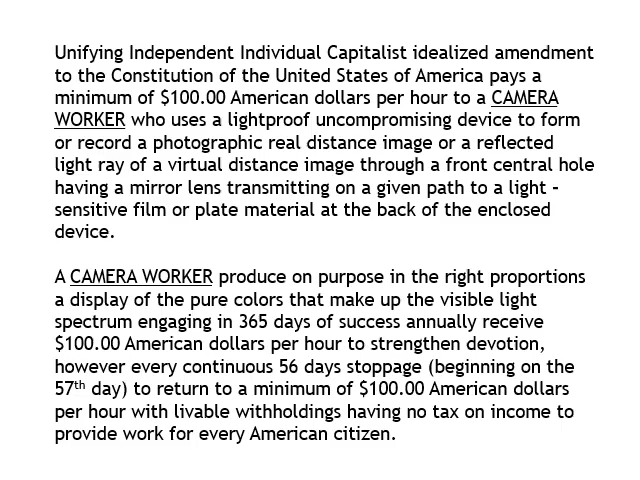 Unifying Independent Individual Capitalist idealized amendment
to the Constitution of the United States of America pays a
minimum of $100.00 American dollars per hour to a CAMERA
WORKER who uses a lightproof uncompromising device to form
or record a photographic real distance image or a reflected
light ray of a virtual distance image through a front central hole
having a mirror lens transmitting on a given path to a light –
sensitive film or plate material at the back of the enclosed
device.
A CAMERA WORKER produce on purpose in the right proportions
a display of the pure colors that make up the visible light
spectrum engaging in 365 days of success annually receive
$100.00 American dollars per hour to strengthen devotion,
however every continuous 56 days stoppage (beginning on the
57th day) to return to a minimum of $100.00 American dollars
per hour with livable withholdings having no tax on income to
provide work for every American citizen.